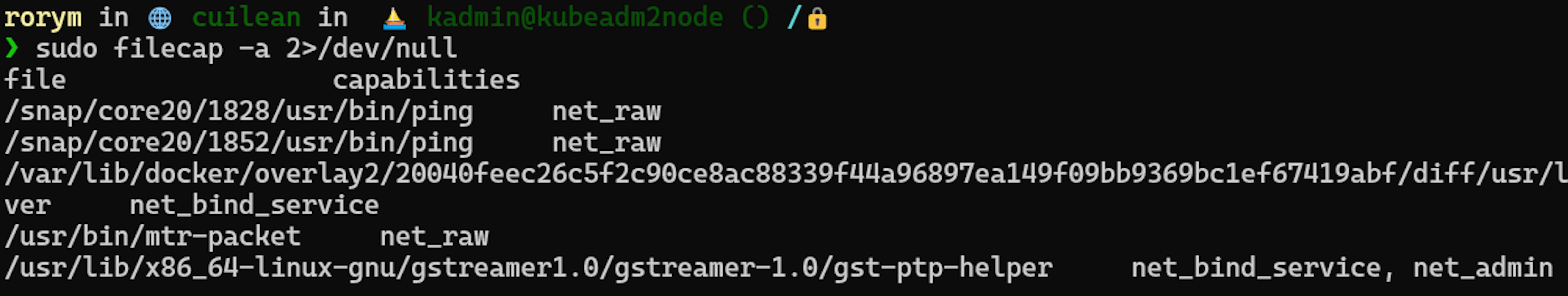 rorym in 🌐 cuilean in ⛵ kadmin@kubeadm2node () /🔒
❯ sudo filecap -a 2>/dev/null
file                 capabilities
/snap/core20/1828/usr/bin/ping     net_raw
/snap/core20/1852/usr/bin/ping     net_raw
/var/lib/docker/overlay2/20040feec26c5f2c90ce8ac88339f44a96897ea149f09bb9369bc1ef67419abf/diff/usr/l
ver     net_bind_service
/usr/bin/mtr-packet     net_raw
/usr/lib/x86_64-linux-gnu/gstreamer1.0/gstreamer-1.0/gst-ptp-helper     net_bind_service, net_admin